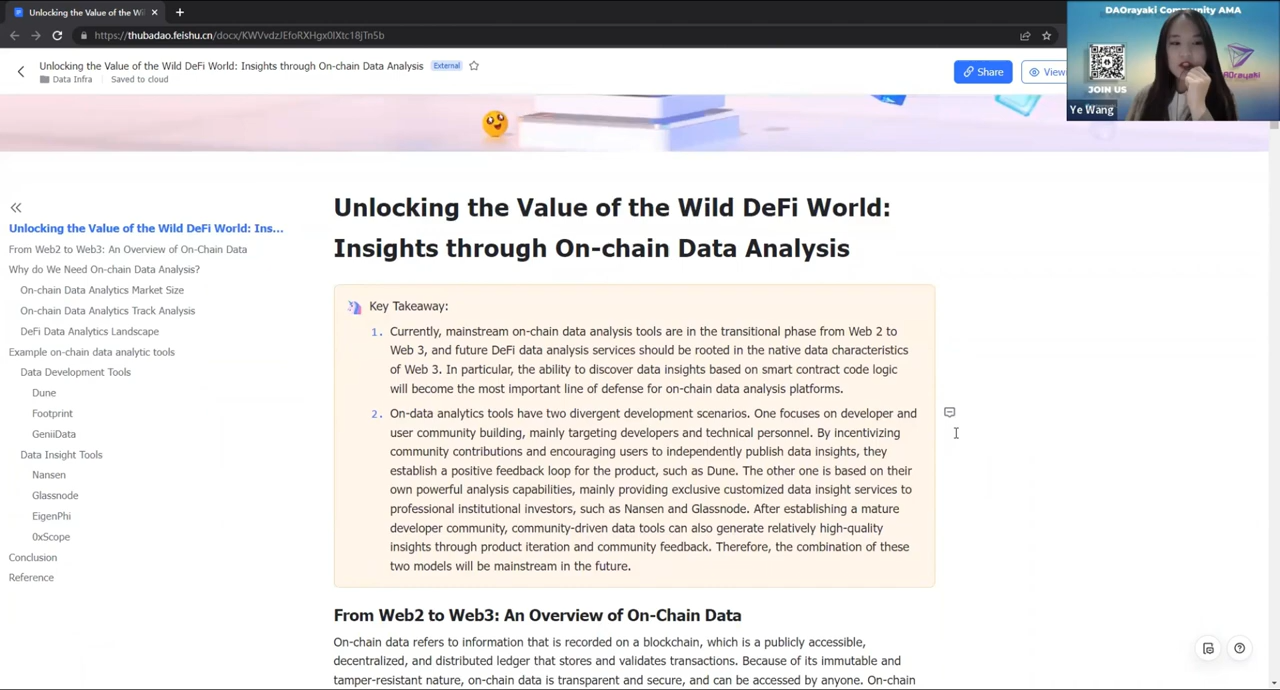 Unlocking the Value of the Wil
https://thubadao.feishu.cn/docx/KWVvdzJEfoRXHgx0lXtc18jTn5b
Unlocking the Value of the Wild DeFi World: Insights through On-chain Data Analysis External
Data Infra Saved to cloud
Share
View
DAOrayaki Community AMA
JOIN US
Ye Wang
Unlocking the Value of the Wild DeFi World: Ins...
From Web2 to Web3: An Overview of On-Chain Data
Why do We Need On-chain Data Analysis?
On-chain Data Analytics Market Size
On-chain Data Analytics Track Analysis
DeFi Data Analytics Landscape
Example on-chain data analytic tools
Data Development Tools
Dune
Footprint
GeniiData
Data Insight Tools
Nansen
Glassnode
EigenPhi
0xScope
Conclusion
Reference
Unlocking the Value of the Wild DeFi World:
Insights through On-chain Data Analysis
Key Takeaway:
1. Currently, mainstream on-chain data analysis tools are in the transitional phase from Web 2 to
Web 3, and future DeFi data analysis services should be rooted in the native data characteristics
of Web 3. In particular, the ability to discover data insights based on smart contract code logic
will become the most important line of defense for on-chain data analysis platforms.
2. On-data analytics tools have two divergent development scenarios. One focuses on developer and
user community building, mainly targeting developers and technical personnel. By incentivizing
community contributions and encouraging users to independently publish data insights, they
establish a positive feedback loop for the product, such as Dune. The other one is based on their
own powerful analysis capabilities, mainly providing exclusive customized data insight services to
professional institutional investors, such as Nansen and Glassnode. After establishing a mature
developer community, community-driven data tools can also generate relatively high-quality
insights through product iteration and community feedback. Therefore, the combination of these
two models will be mainstream in the future.
From Web2 to Web3: An Overview of On-Chain Data
On-chain data refers to information that is recorded on a blockchain, which is a publicly accessible,
decentralized, and distributed ledger that stores and validates transactions. Because of its immutable and
tamper-resistant nature, on-chain data is transparent and secure, and can be accessed by anyone. On-chain